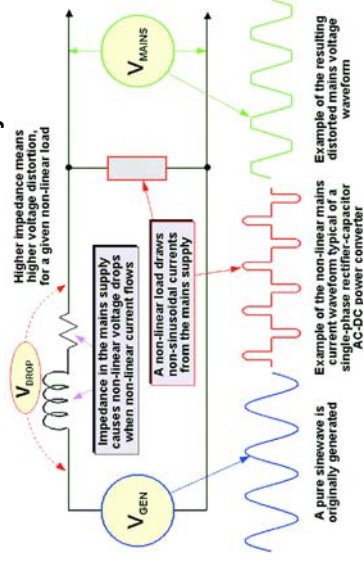 Higher impedance means
higher voltage distortion,
for a given non-linear load
VDROP
Impedance in the mains supply
causes non-linear voltage drops
when non-linear current flows
VGEN
VMAINS
A non-linear load draws
non-sinusoidal currents
from the mains supply
A pure sinewave is
originally generated
Example of the non-linear mains
current waveform typical of a
single-phase rectifier-capacitor
AC-DC power converter
Example of the resulting
distorted mains voltage
waveform